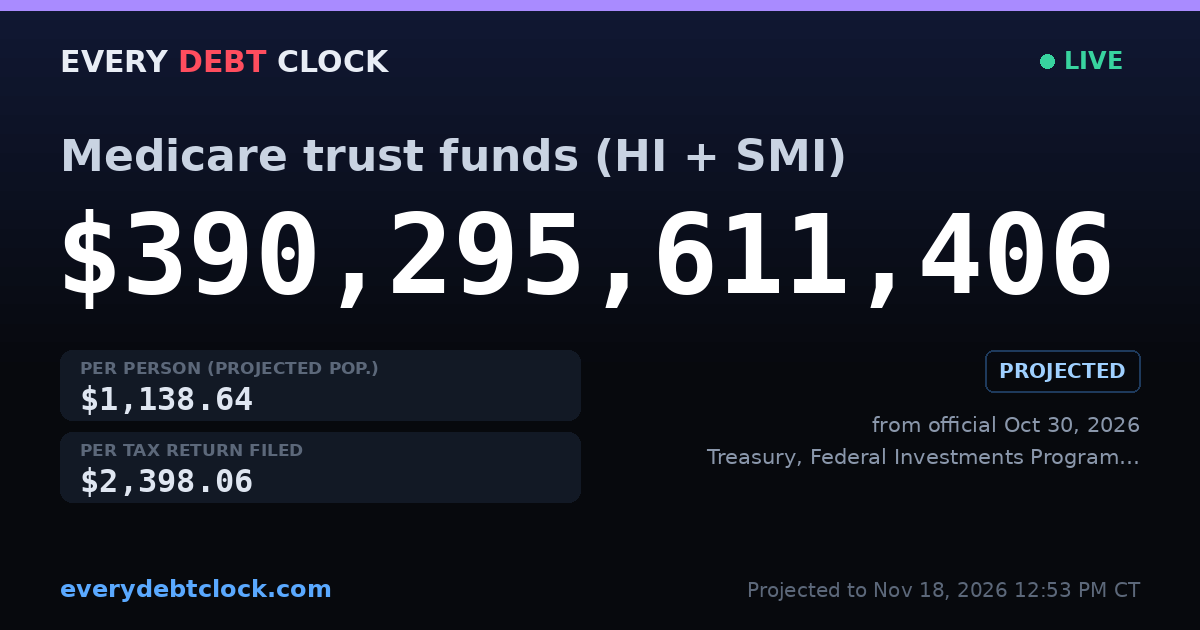 EVERY DEBT CLOCK
LIVE
Medicare trust funds (HI + SMI)
$390,295,611,406
PER PERSON (PROJECTED POP.)
$1,138.64
PER TAX RETURN FILED
$2,398.06
PROJECTED
from official Oct 30, 2026
Treasury, Federal Investments Program…
everydebtclock.com
Projected to Nov 18, 2026 12:53 PM CT